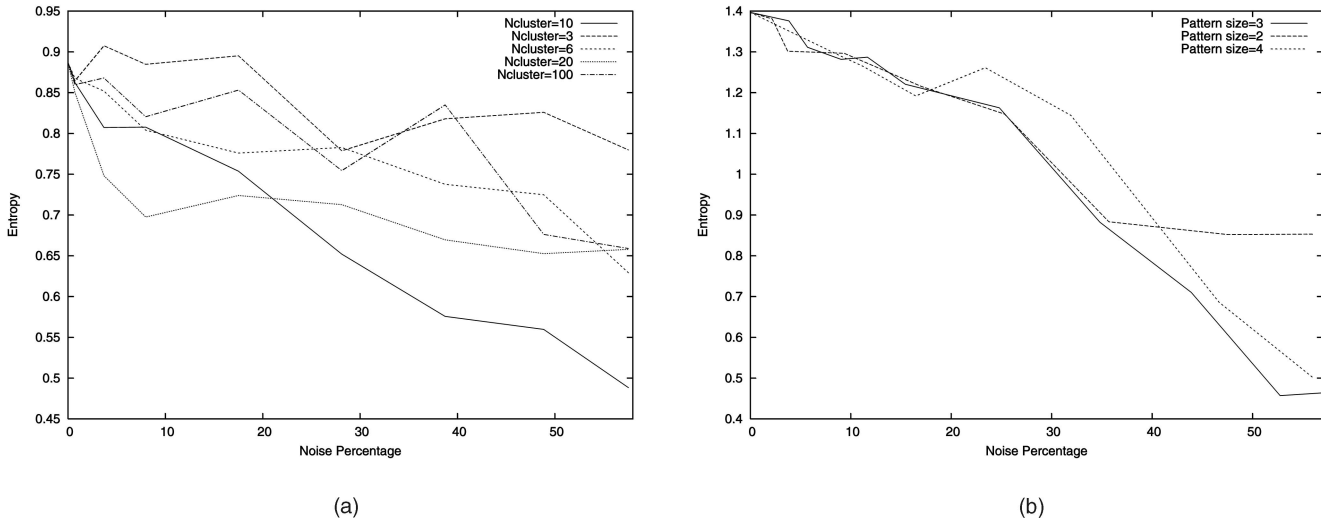 0.95
0.9
0.85
0.8
0.75
0.7
0.65
0.6
0.55
0.5
0.45
Entropy
0 10 20 30 40 50
Noise Percentage
Ncluster=10
Ncluster=3
Ncluster=6
Ncluster=20
Ncluster=100
(a)
1.4
1.3
1.2
1.1
1
0.9
0.8
0.7
0.6
0.5
0.4
Entropy
0 10 20 30 40 50
Noise Percentage
Pattern size=3
Pattern size=2
Pattern size=4
(b)